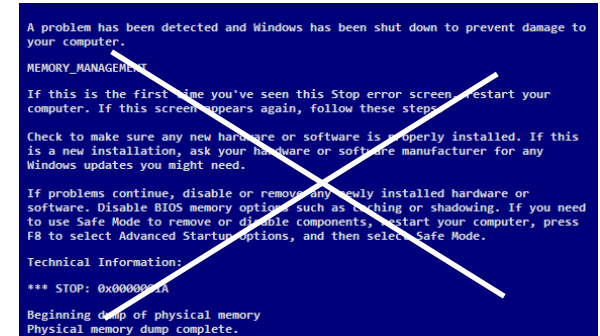 A problem has been detected and Windows has been shut down to prevent damage to
your computer.
MEMORY_MANAGEMENT
If this is the first time you've seen this Stop error screen, restart your
computer. If this screen appears again, follow these steps:
Check to make sure any new hardware or software is properly installed. If this
is a new installation, ask your hardware or software manufacturer for any
Windows updates you might need.
If problems continue, disable or remove any newly installed hardware or
software. Disable BIOS memory options such as caching or shadowing. If you need
to use Safe Mode to remove or disable components, restart your computer, press
F8 to select Advanced Startup Options, and then select Safe Mode.
Technical Information:
*** STOP: 0x0000001A
Beginning dump of physical memory
Physical memory dump complete.